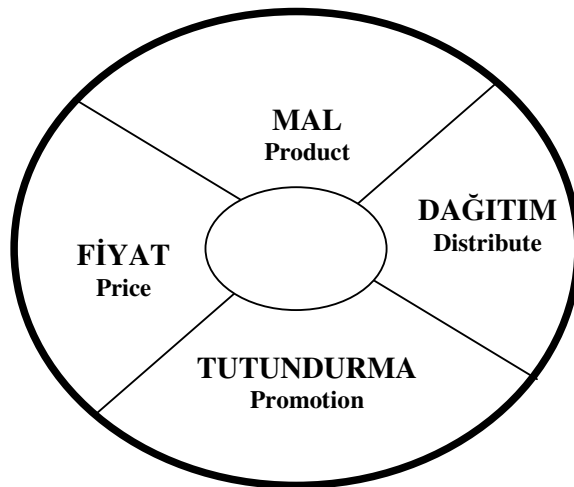 MAL
Product
DAĞITIM
Distribute
FİYAT
Price
TUTUNDURMA
Promotion